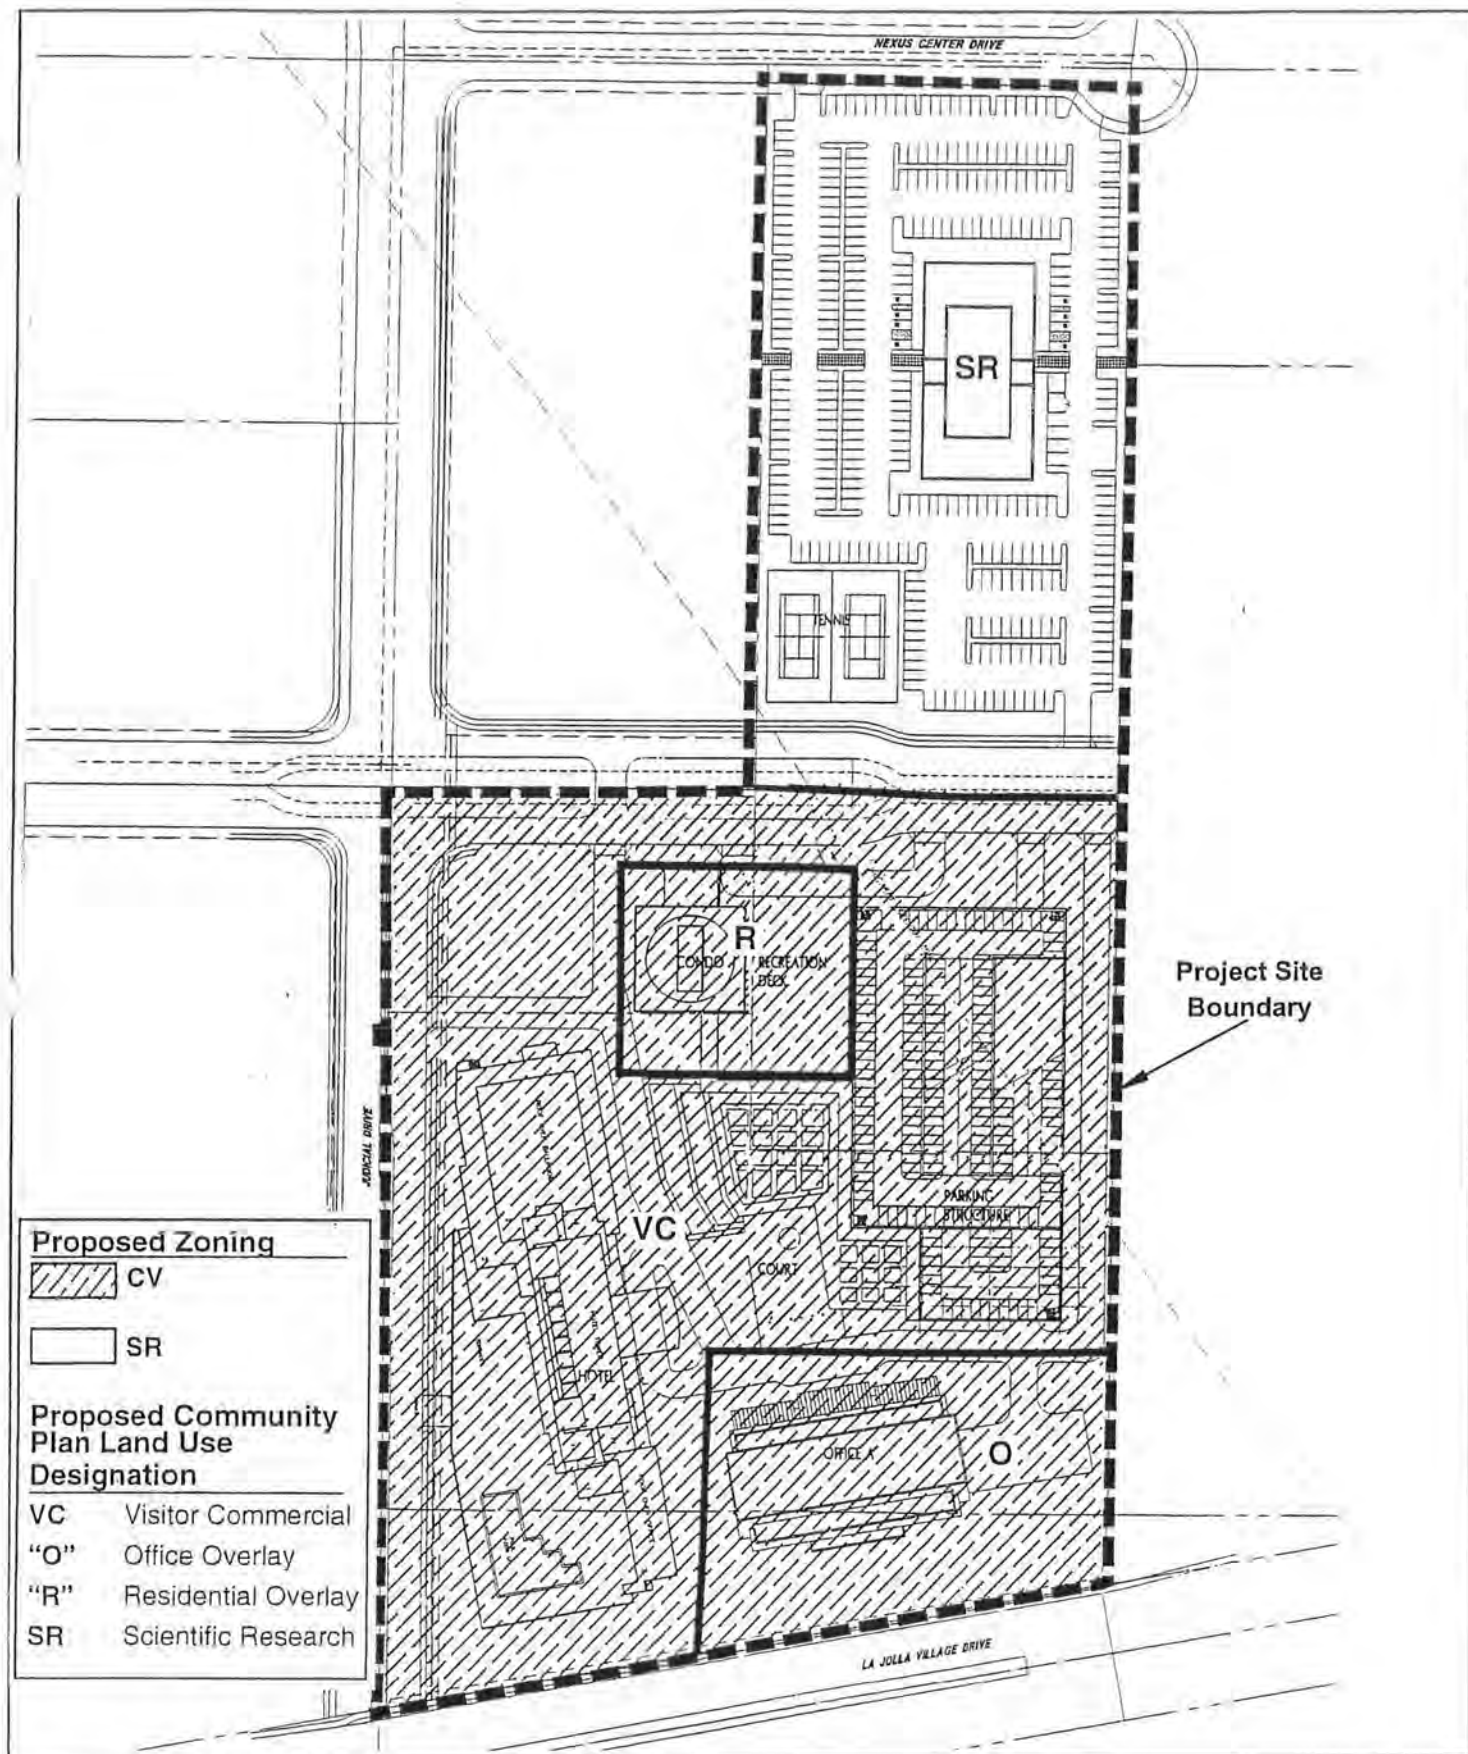 NEXUS CENTER DRIVE
SR
TENNIS
R
CONDO
RECREATION
DECK
Project Site
Boundary
JUDICIAL DRIVE
PARKING
STRUCTURE
VC
COURT
HOTEL
OFFICE A
O
LA JOLLA VILLAGE DRIVE
Proposed Zoning
CV
SR
Proposed Community
Plan Land Use
Designation
VC Visitor Commercial
“O” Office Overlay
“R” Residential Overlay
SR Scientific Research